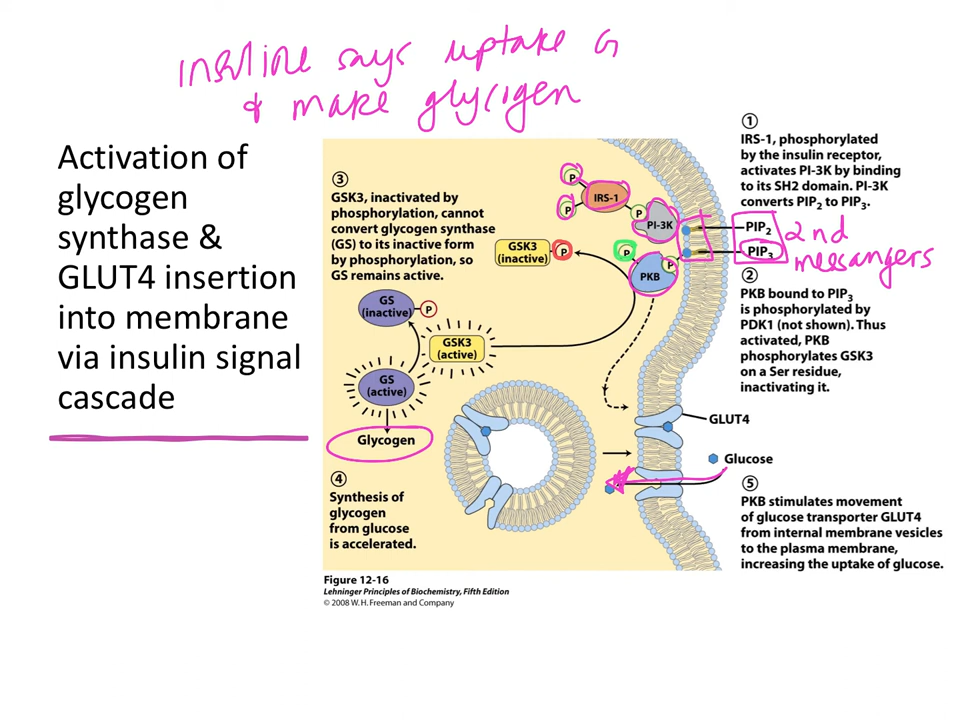 Insuline says uptake G
& make glycogen
Activation of
glycogen
synthase &
GLUT4 insertion
into membrane
via insulin signal
cascade
③
GSK3, inactivated by
phosphorylation, cannot
convert glycogen synthase
(GS) to its inactive form
by phosphorylation, so
GS remains active.
P
IRS-1
P
P
PI-3K
GSK3
(inactive)
P
P
PKB
P
GS
(inactive)
P
GSK3
(active)
GS
(active)
Glycogen
④
Synthesis of
glycogen
from glucose
is accelerated.
①
IRS-1, phosphorylated
by the insulin receptor,
activates PI-3K by binding
to its SH2 domain. PI-3K
converts PIP₂ to PIP₃.
PIP₂
PIP₃
2nd
messangers
②
PKB bound to PIP₃
is phosphorylated by
PDK1 (not shown). Thus
activated, PKB
phosphorylates GSK3
on a Ser residue,
inactivating it.
GLUT4
Glucose
⑤
PKB stimulates movement
of glucose transporter GLUT4
from internal membrane vesicles
to the plasma membrane,
increasing the uptake of glucose.
Figure 12-16
Lehninger Principles of Biochemistry, Fifth Edition
© 2008 W. H. Freeman and Company